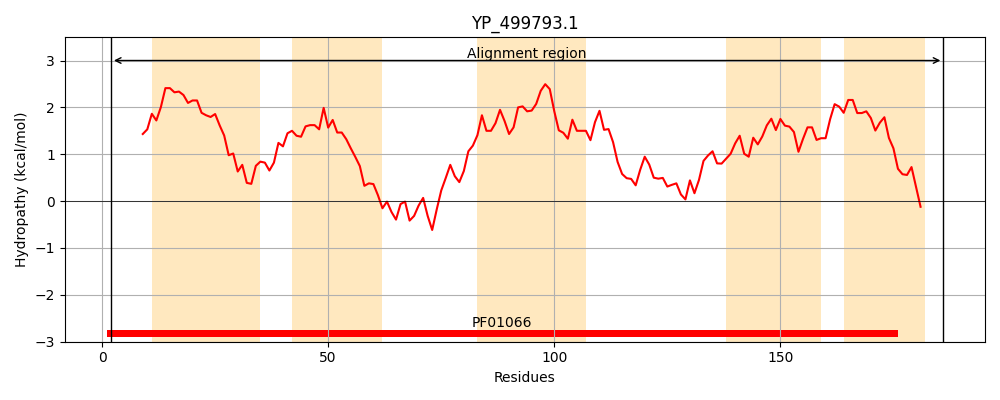 YP_499793.1
Alignment region
3
2
1
0
−1
−2
−3
Hydropathy (kcal/mol)
PF01066
0
50
100
150
Residues